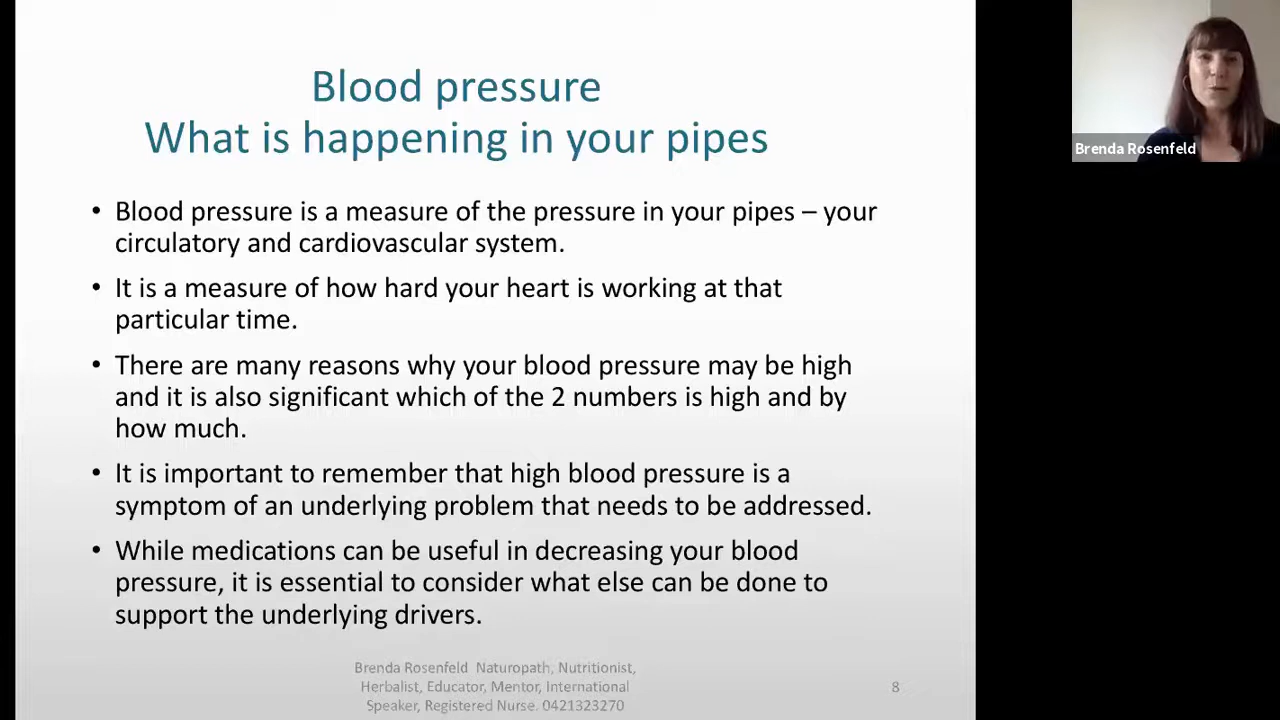 Blood pressure
What is happening in your pipes
• Blood pressure is a measure of the pressure in your pipes – your
circulatory and cardiovascular system.
• It is a measure of how hard your heart is working at that
particular time.
• There are many reasons why your blood pressure may be high
and it is also significant which of the 2 numbers is high and by
how much.
• It is important to remember that high blood pressure is a
symptom of an underlying problem that needs to be addressed.
• While medications can be useful in decreasing your blood
pressure, it is essential to consider what else can be done to
support the underlying drivers.
Brenda Rosenfeld Naturopath, Nutritionist,
Herbalist, Educator, Mentor, International
Speaker, Registered Nurse. 0421323270
8
Brenda Rosenfeld